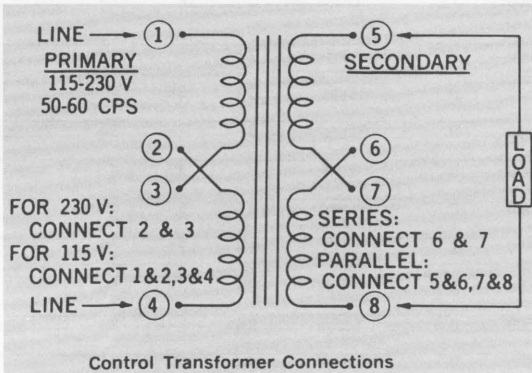 LINE 1
PRIMARY
115-230 V
50-60 CPS
2
3
FOR 230 V:
CONNECT 2 & 3
FOR 115 V:
CONNECT 1&2,3&4
LINE 4
5
SECONDARY
6
7
SERIES:
CONNECT 6 & 7
PARALLEL:
CONNECT 5&6,7&8
8
LOAD
Control Transformer Connections